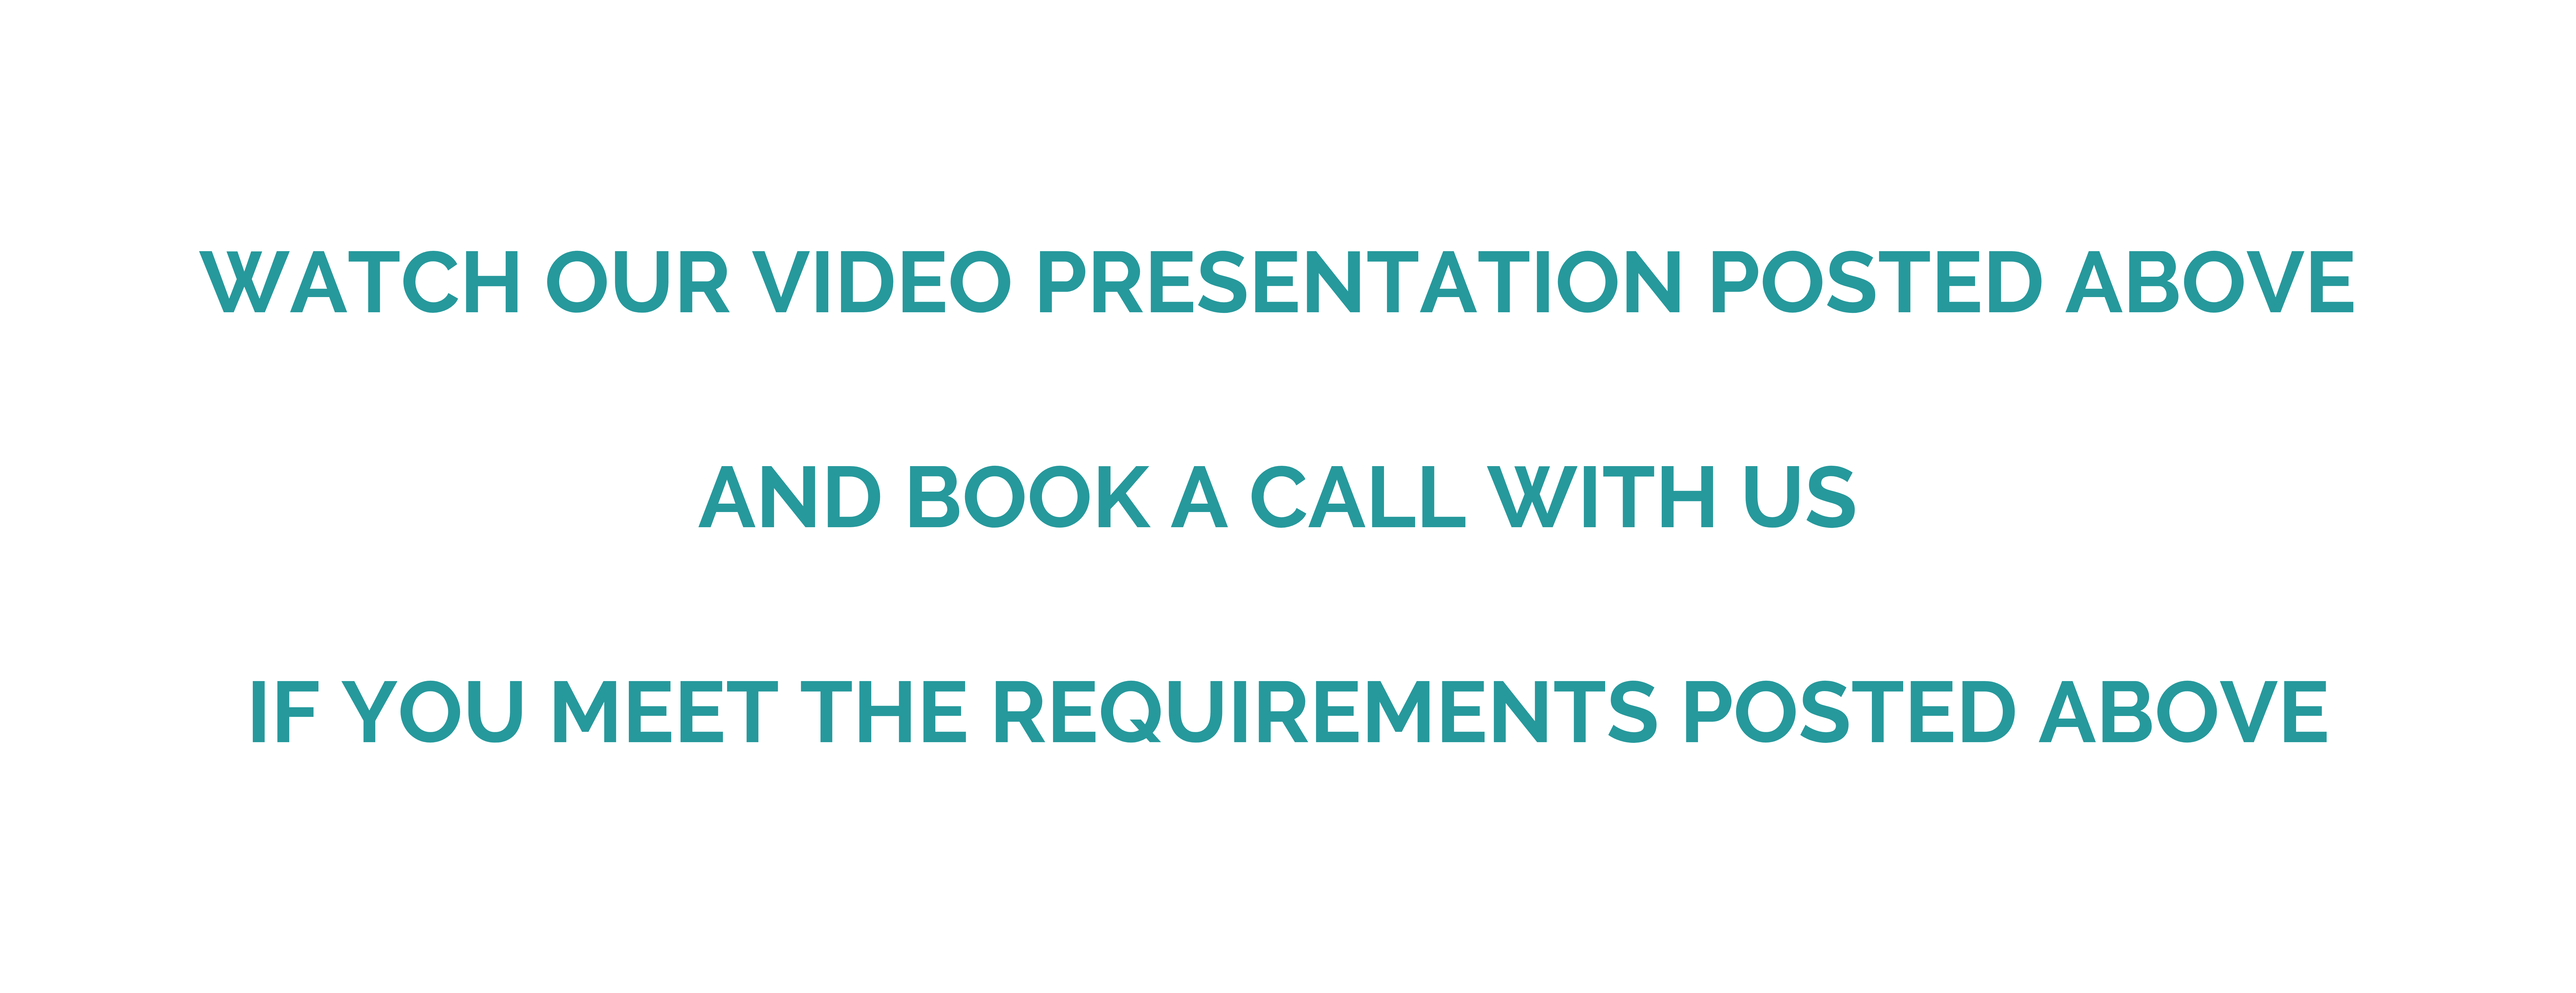 WATCH OUR VIDEO PRESENTATION POSTED ABOVE
AND BOOK A CALL WITH US
IF YOU MEET THE REQUIREMENTS POSTED ABOVE